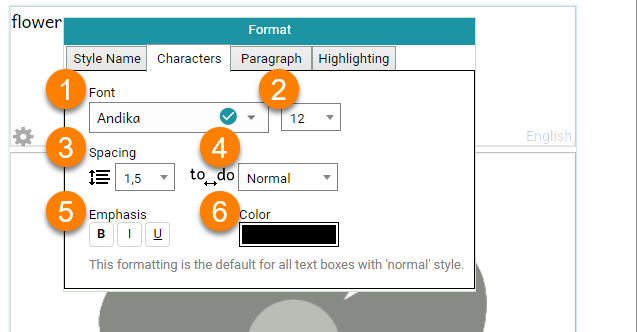 flower
Format
Style Name Characters Paragraph Highlighting
1 Font 2
Andika 12
English
3 Spacing 4
1,5 to do Normal
5 Emphasis 6 Color
B I U
This formatting is the default for all text boxes with 'normal' style.